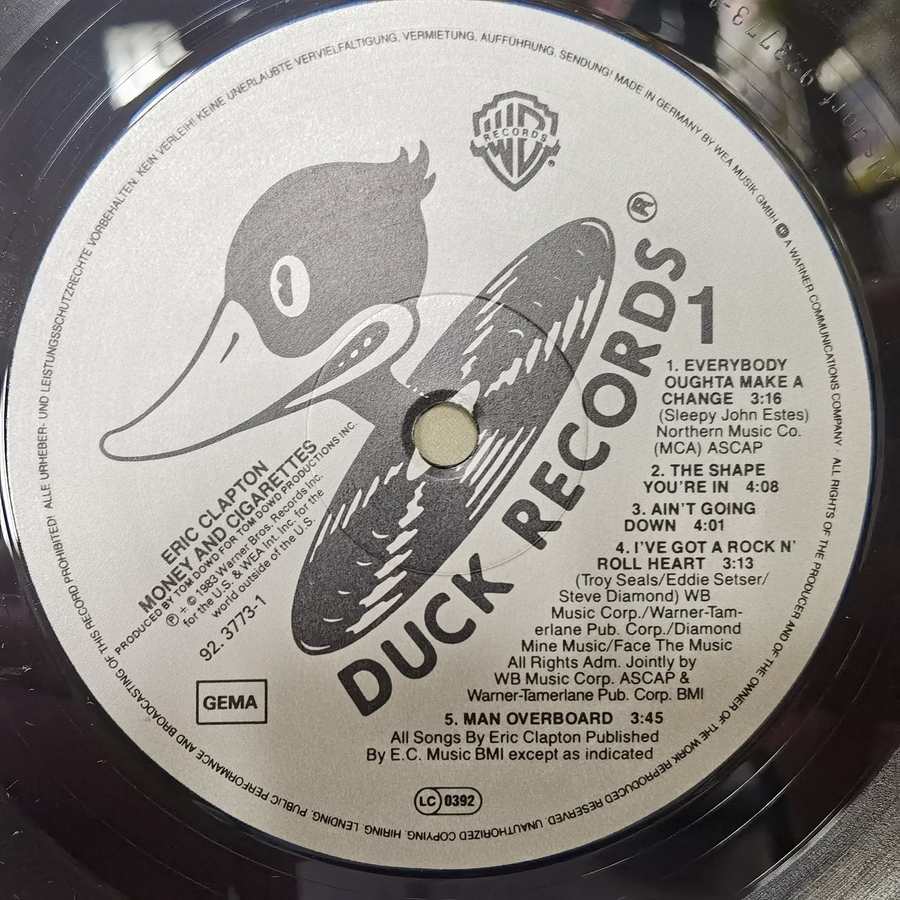 ALLE URHEBER- UND LEISTUNGSSCHUTZRECHTE VORBEHALTEN. KEIN VERLEIH! KEINE UNERLAUBTE VERVIELFÄLTIGUNG, VERMIETUNG, AUFFÜHRUNG, SENDUNG! MADE IN GERMANY BY WEA MUSIK GMBH A WARNER COMMUNICATIONS COMPANY · ALL RIGHTS OF THE PRODUCER AND OF THE OWNER OF THE WORK REPRODUCED RESERVED. UNAUTHORIZED COPYING, HIRING, LENDING, PUBLIC PERFORMANCE AND BROADCASTING OF THIS RECORD PROHIBITED!
WB
RECORDS
®
DUCK RECORDS®
1
1. EVERYBODY
OUGHTA MAKE A
CHANGE 3:16
(Sleepy John Estes)
Northern Music Co.
(MCA) ASCAP
2. THE SHAPE
YOU'RE IN 4:08
3. AIN'T GOING
DOWN 4:01
4. I'VE GOT A ROCK N'
ROLL HEART 3:13
(Troy Seals/Eddie Setser/
Steve Diamond) WB
Music Corp./Warner-Tam-
erlane Pub. Corp./Diamond
Mine Music/Face The Music
All Rights Adm. Jointly by
WB Music Corp. ASCAP &
Warner-Tamerlane Pub. Corp. BMI
5. MAN OVERBOARD 3:45
All Songs By Eric Clapton Published
By E.C. Music BMI except as indicated
ERIC CLAPTON
MONEY AND CIGARETTES
PRODUCED BY TOM DOWD FOR TOM DOWD PRODUCTIONS INC.
℗ + © 1983 Warner Bros. Records Inc.
for the U.S. & WEA Int. Inc. for the
world outside of the U.S.
92.3773-1
GEMA
LC 0392